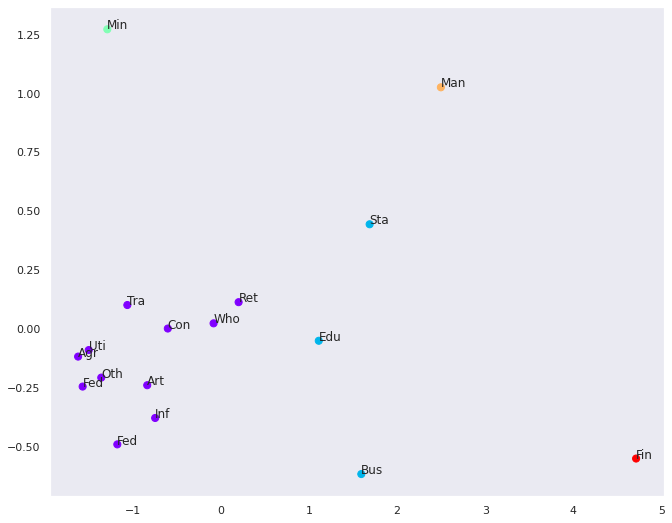 Min
1.25
Man
1.00
0.75
Sta
0.50
0.25
Ret
Tra
Who
Con
0.00
Edu
Uti
Agr
Oth
Fed
Art
−0.25
Inf
Fed
−0.50
Fin
Bus
−1 0 1 2 3 4 5